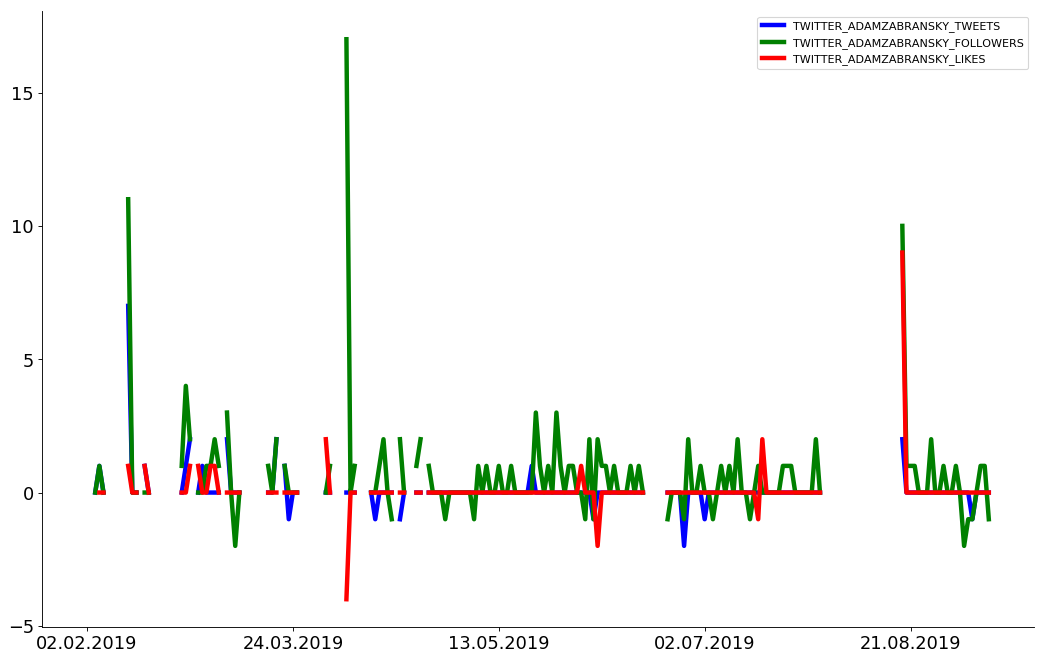 TWITTER_ADAMZABRANSKY_TWEETS
TWITTER_ADAMZABRANSKY_FOLLOWERS
TWITTER_ADAMZABRANSKY_LIKES
15
10
5
0
−5
02.02.2019 24.03.2019 13.05.2019 02.07.2019 21.08.2019